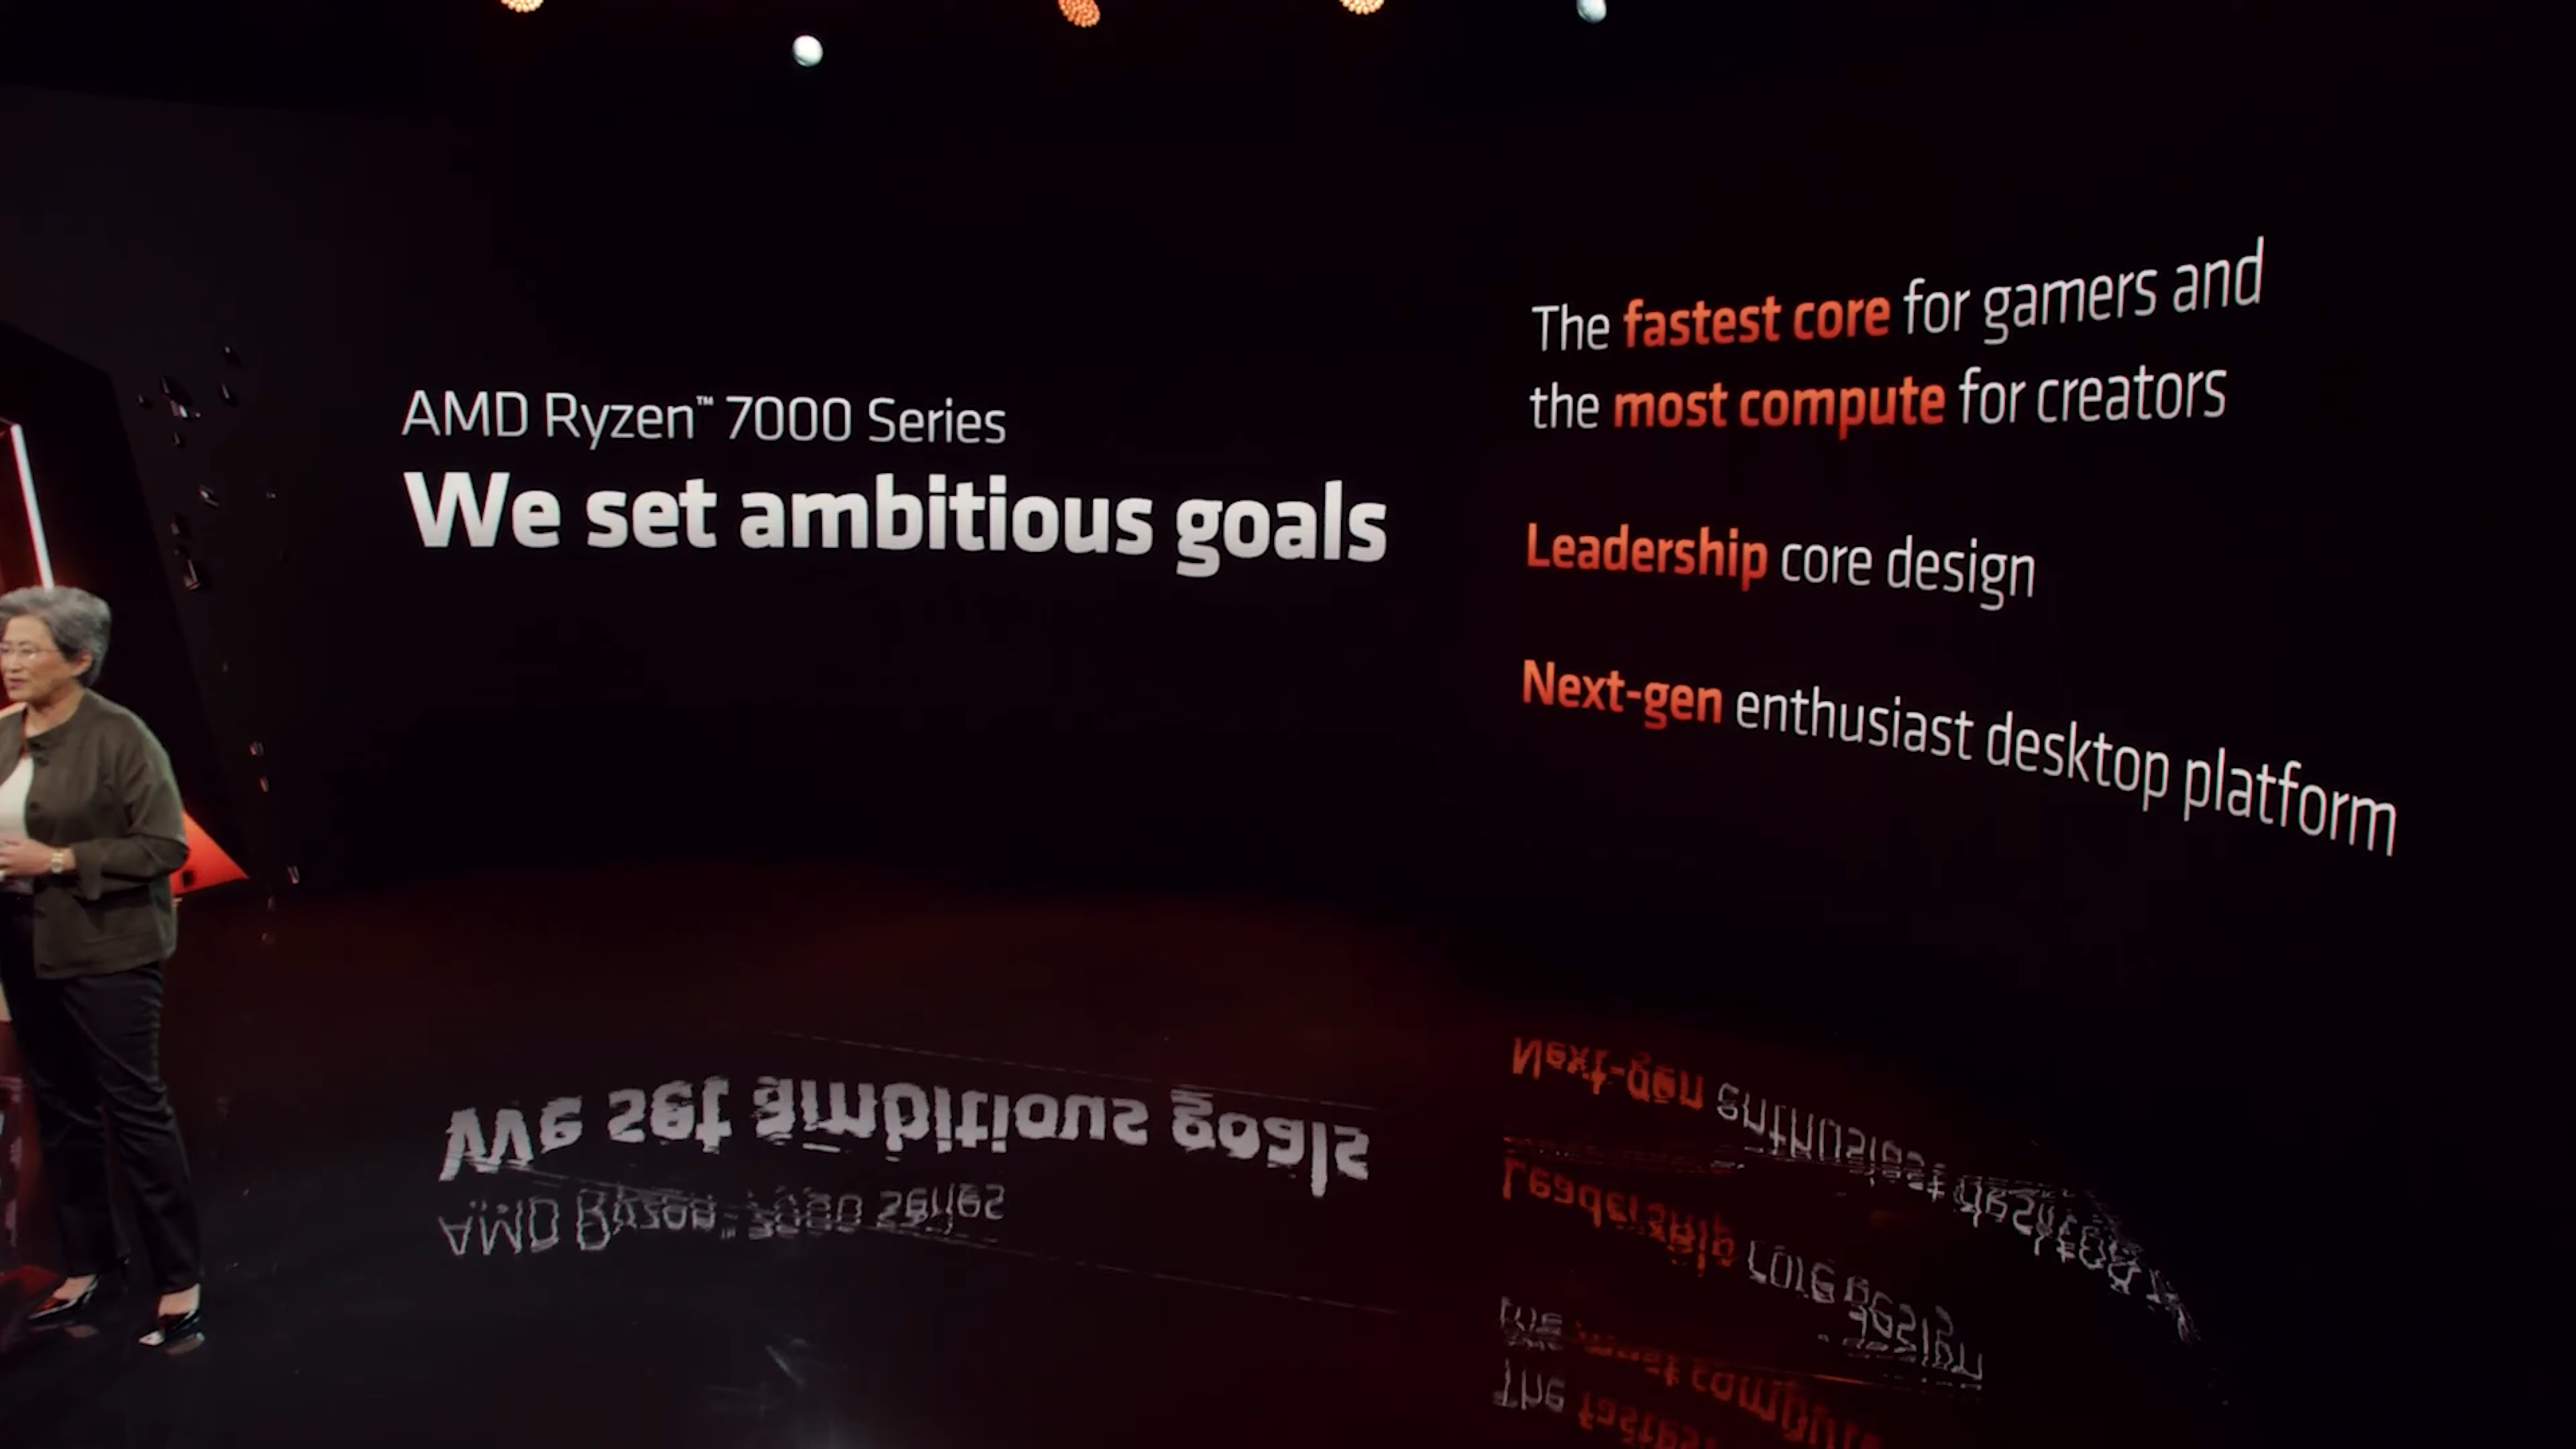 AMD Ryzen™ 7000 Series
We set ambitious goals
The fastest core for gamers and
the most compute for creators
Leadership core design
Next-gen enthusiast desktop platform